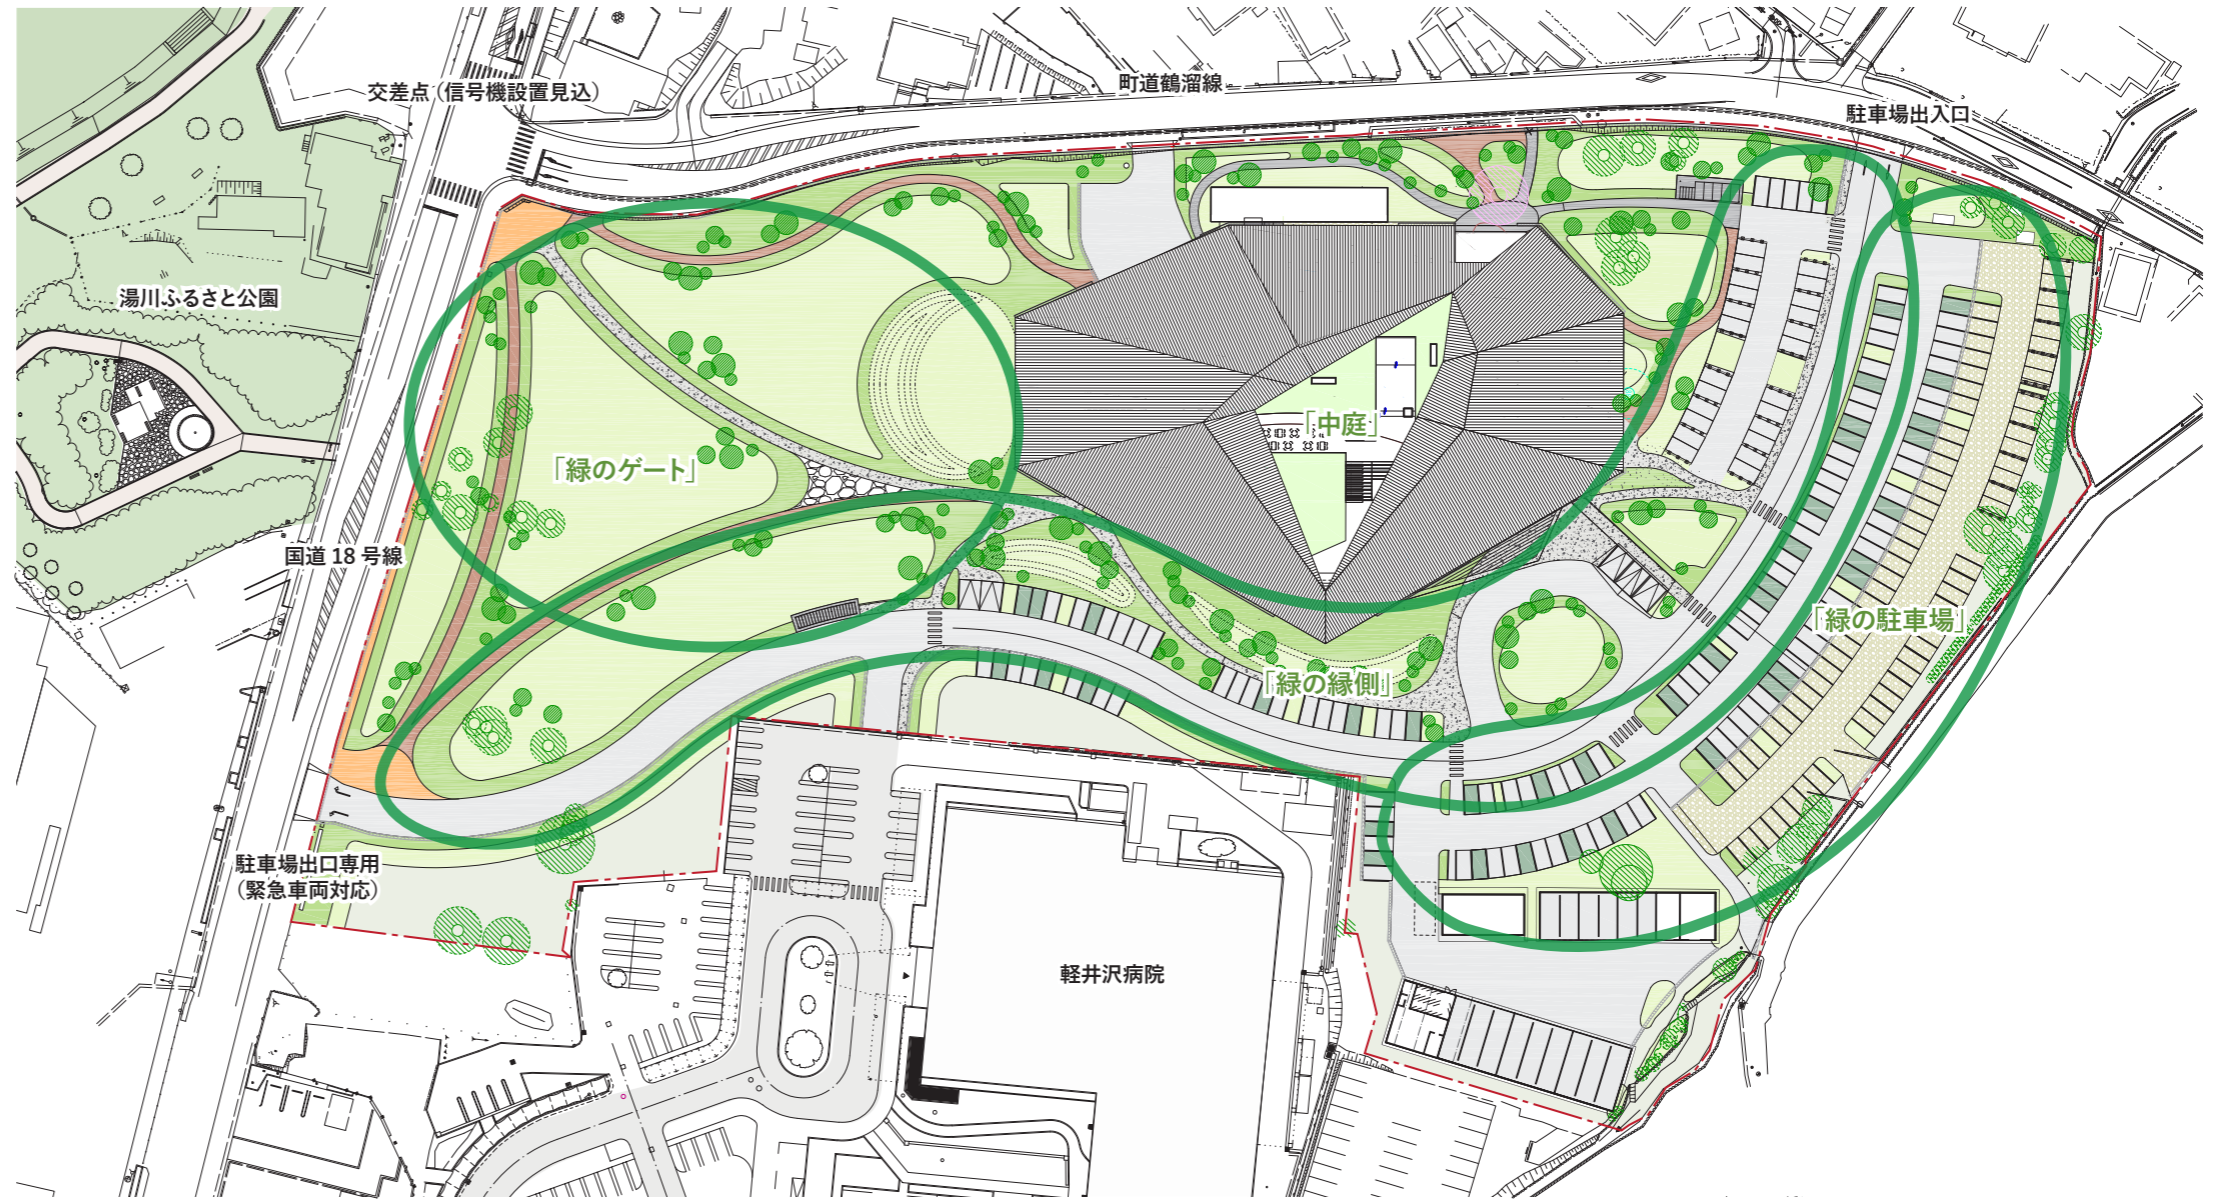 町道鶴溜線
交差点（信号機設置見込）
駐車場出入口
湯川ふるさと公園
「中庭」
「緑のゲート」
国道 18 号線
「緑の駐車場」
「緑の縁側」
駐車場出口専用
（緊急車両対応）
軽井沢病院